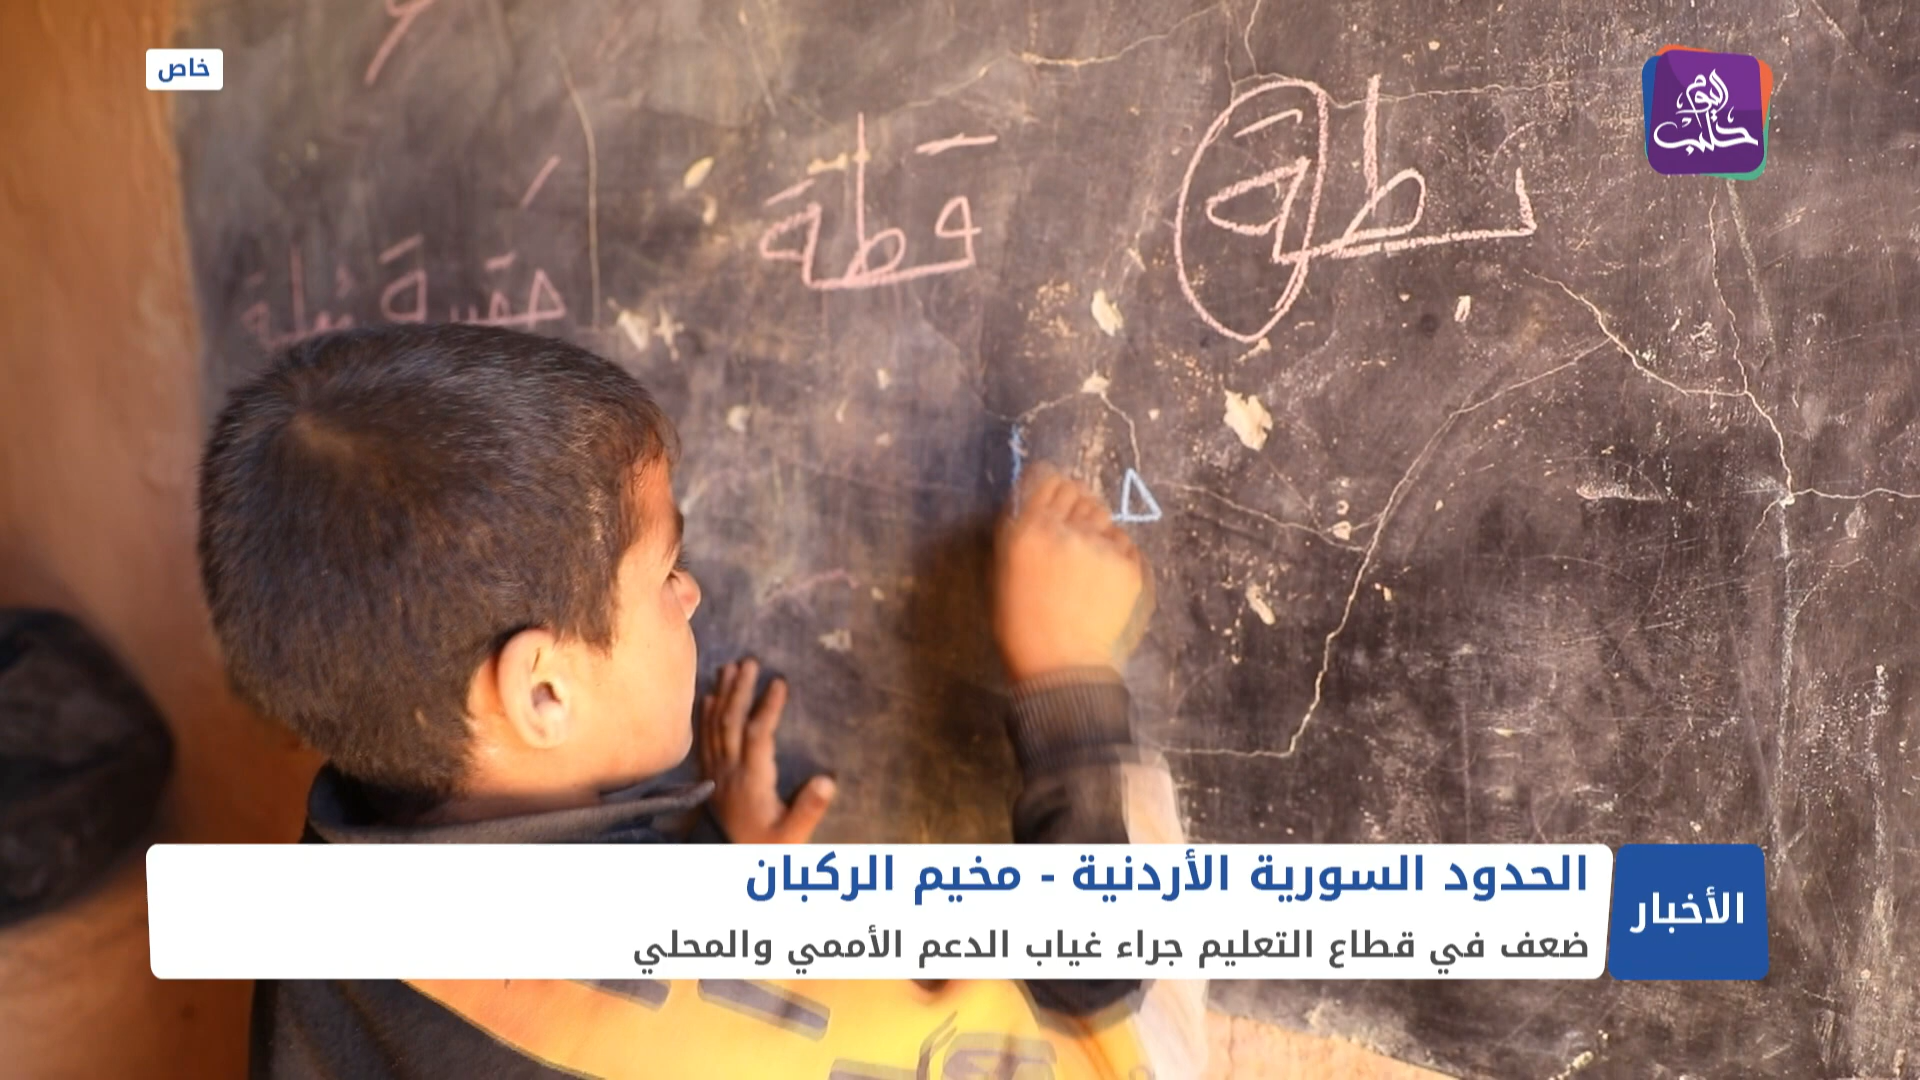 خاص
اليوم
حلب
قطة
حقيبة
الأخبار
الحدود السورية الأردنية - مخيم الركبان
ضعف في قطاع التعليم جراء غياب الدعم الأممي والمحلي